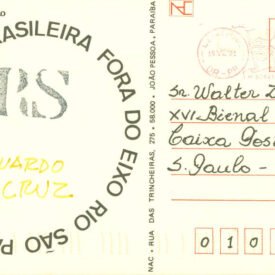 BRASILEIRA FORA DO EIXO RIO SÃO PA
RS
UARDO
CRUZ
NAC - RUA DAS TRINCHEIRAS, 275 - 58.000 - JOÃO PESSOA, PARAÍBA
Sr. Walter Z
XVI Bienal
Caixa Pos
S. Paulo -
0 1 0